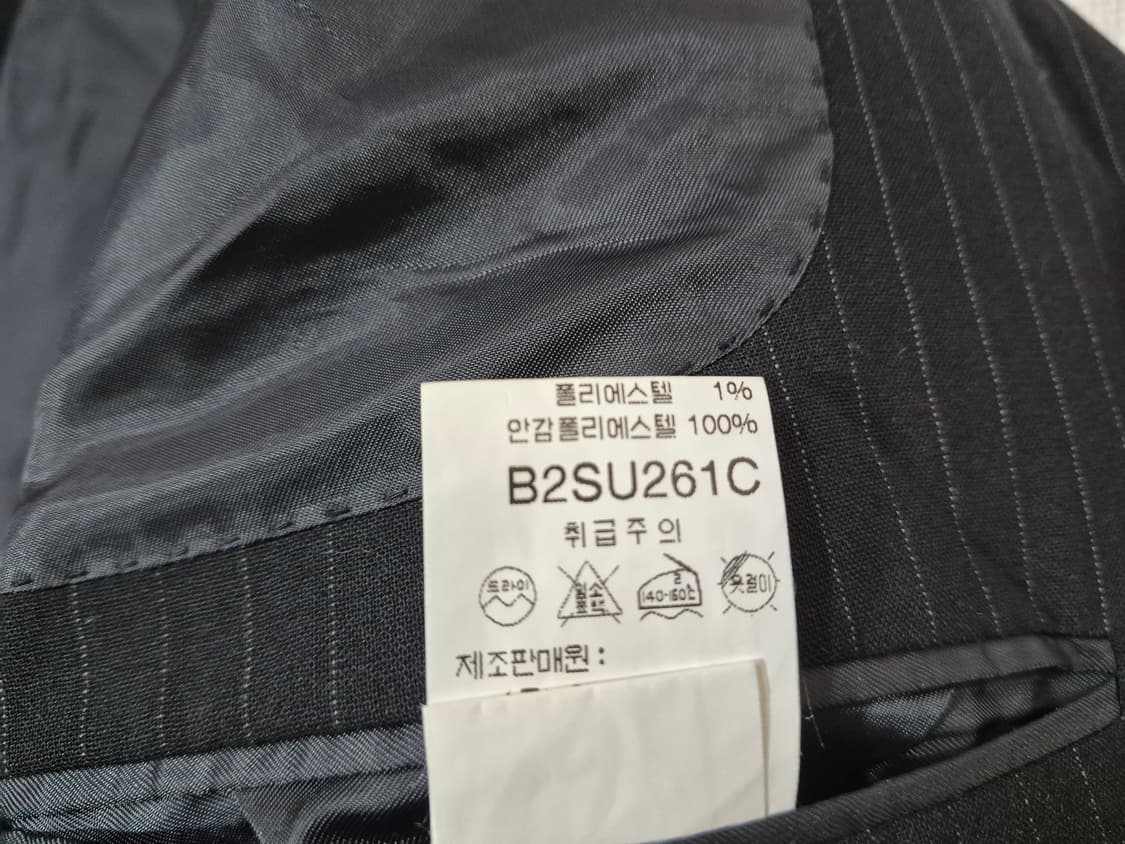 폴리에스텔 1%
안감폴리에스텔 100%
B2SU261C
취급주의
드라이 염소표백 140-160℃ 옷걸이
제조판매원: